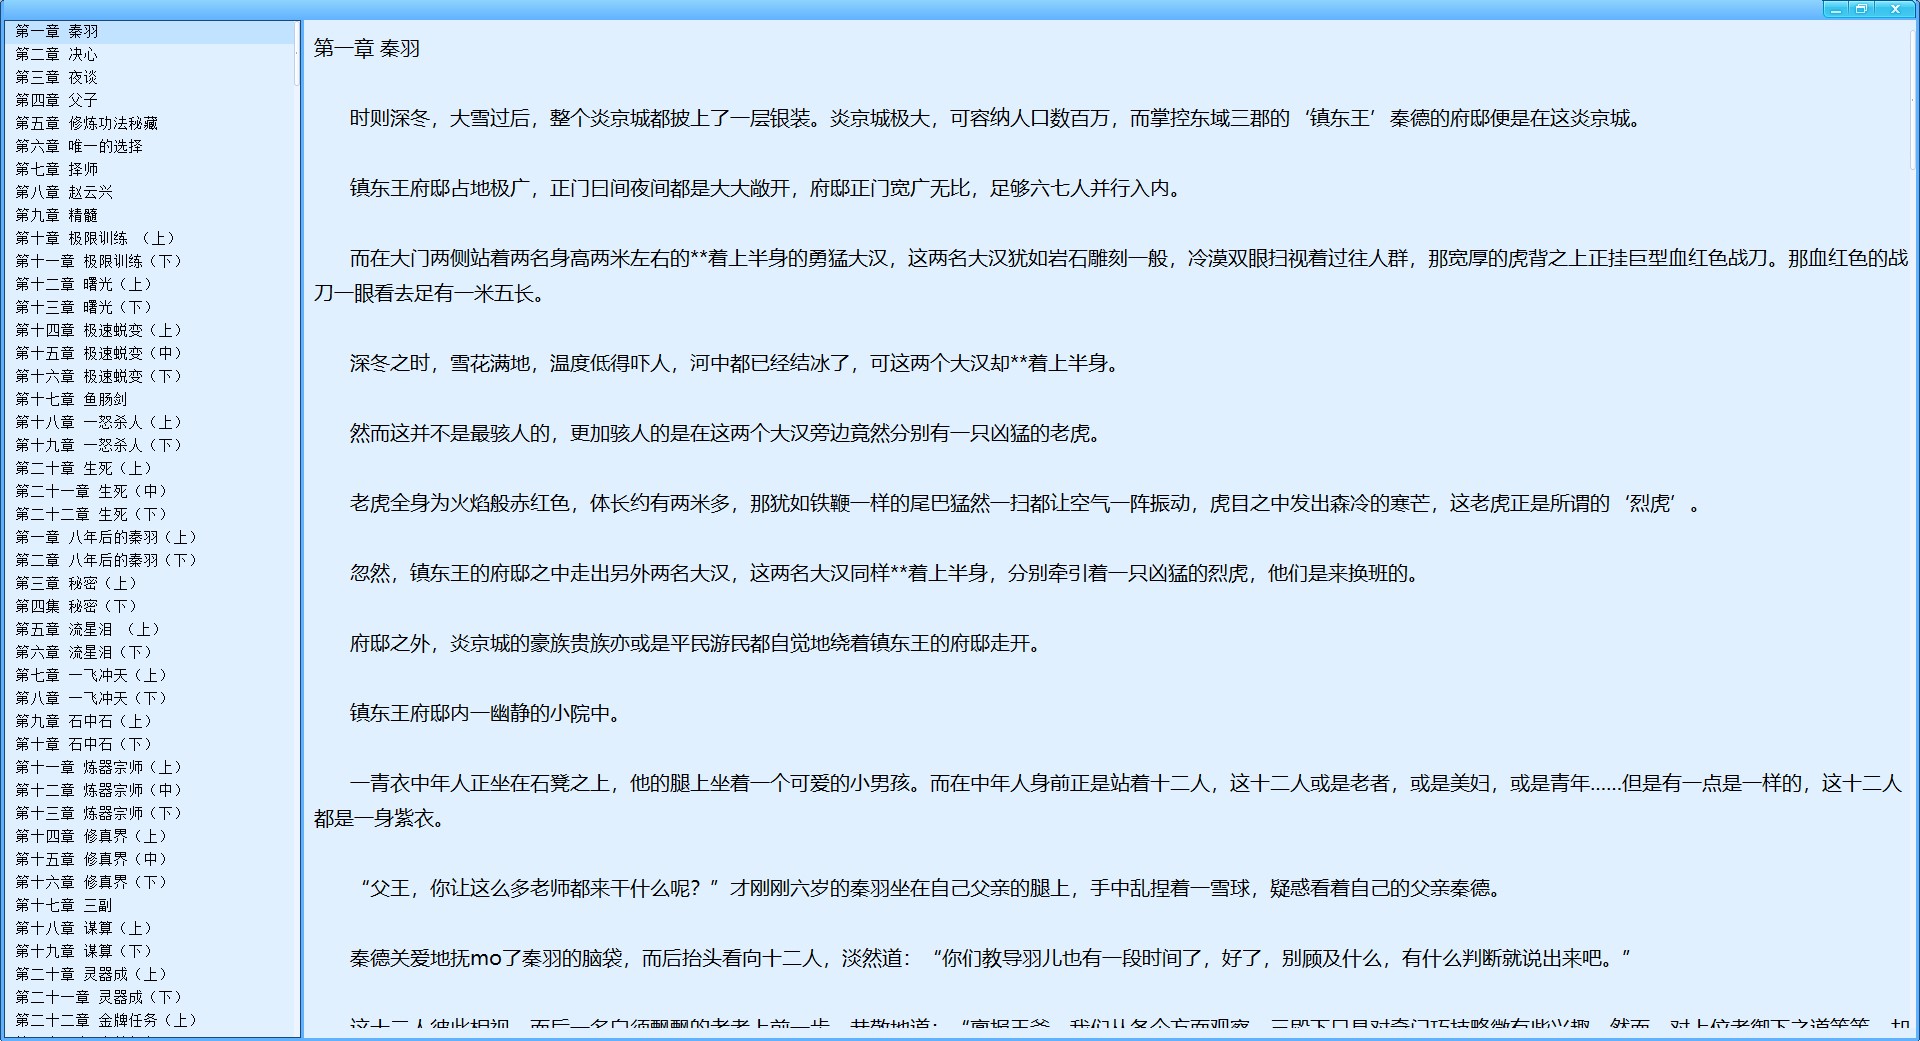 第一章 秦羽
第二章 决心
第三章 夜谈
第四章 父子
第五章 修炼功法秘藏
第六章 唯一的选择
第七章 择师
第八章 赵云兴
第九章 精髓
第十章 极限训练 （上）
第十一章 极限训练（下）
第十二章 曙光（上）
第十三章 曙光（下）
第十四章 极速蜕变（上）
第十五章 极速蜕变（中）
第十六章 极速蜕变（下）
第十七章 鱼肠剑
第十八章 一怒杀人（上）
第十九章 一怒杀人（下）
第二十章 生死（上）
第二十一章 生死（中）
第二十二章 生死（下）
第一章 八年后的秦羽（上）
第二章 八年后的秦羽（下）
第三章 秘密（上）
第四集 秘密（下）
第五章 流星泪 （上）
第六章 流星泪（下）
第七章 一飞冲天（上）
第八章 一飞冲天（下）
第九章 石中石（上）
第十章 石中石（下）
第十一章 炼器宗师（上）
第十二章 炼器宗师（中）
第十三章 炼器宗师（下）
第十四章 修真界（上）
第十五章 修真界（中）
第十六章 修真界（下）
第十七章 三副
第十八章 谋算（上）
第十九章 谋算（下）
第二十章 灵器成（上）
第二十一章 灵器成（下）
第二十二章 金牌任务（上）
第一章 秦羽
时则深冬，大雪过后，整个炎京城都披上了一层银装。炎京城极大，可容纳人口数百万，而掌控东域三郡的‘镇东王’秦德的府邸便是在这炎京城。
镇东王府邸占地极广，正门日间夜间都是大大敞开，府邸正门宽广无比，足够六七人并行入内。
而在大门两侧站着两名身高两米左右的**着上半身的勇猛大汉，这两名大汉犹如岩石雕刻一般，冷漠双眼扫视着过往人群，那宽厚的虎背之上正挂巨型血红色战刀。那血红色的战
刀一眼看去足有一米五长。
深冬之时，雪花满地，温度低得吓人，河中都已经结冰了，可这两个大汉却**着上半身。
然而这并不是最骇人的，更加骇人的是在这两个大汉旁边竟然分别有一只凶猛的老虎。
老虎全身为火焰般赤红色，体长约有两米多，那犹如铁鞭一样的尾巴猛然一扫都让空气一阵振动，虎目之中发出森冷的寒芒，这老虎正是所谓的‘烈虎’。
忽然，镇东王的府邸之中走出另外两名大汉，这两名大汉同样**着上半身，分别牵引着一只凶猛的烈虎，他们是来换班的。
府邸之外，炎京城的豪族贵族亦或是平民游民都自觉地绕着镇东王的府邸走开。
镇东王府邸内一幽静的小院中。
一青衣中年人正坐在石凳之上，他的腿上坐着一个可爱的小男孩。而在中年人身前正是站着十二人，这十二人或是老者，或是美妇，或是青年……但是有一点是一样的，这十二人
都是一身紫衣。
“父王，你让这么多老师都来干什么呢？”才刚刚六岁的秦羽坐在自己父亲的腿上，手中乱捏着一雪球，疑惑看着自己的父亲秦德。
秦德关爱地抚mo了秦羽的脑袋，而后抬头看向十二人，淡然道：“你们教导羽儿也有一段时间了，好了，别顾及什么，有什么判断就说出来吧。”